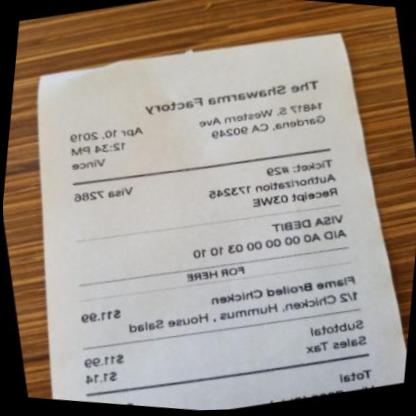 The Shawarma Factory
14817 S. Western Ave
Gardena, CA 90249
Apr 10, 2019
12:34 PM
Vince
Ticket: #29
Authorization 173245
Receipt 03WE
Visa 7286
VISA DEBIT
AID A0 00 00 00 03 10 10
FOR HERE
Flame Broiled Chicken $11.99
1/2 Chicken, Hummus , House Salad
Subtotal $11.99
Sales Tax $1.14
Total